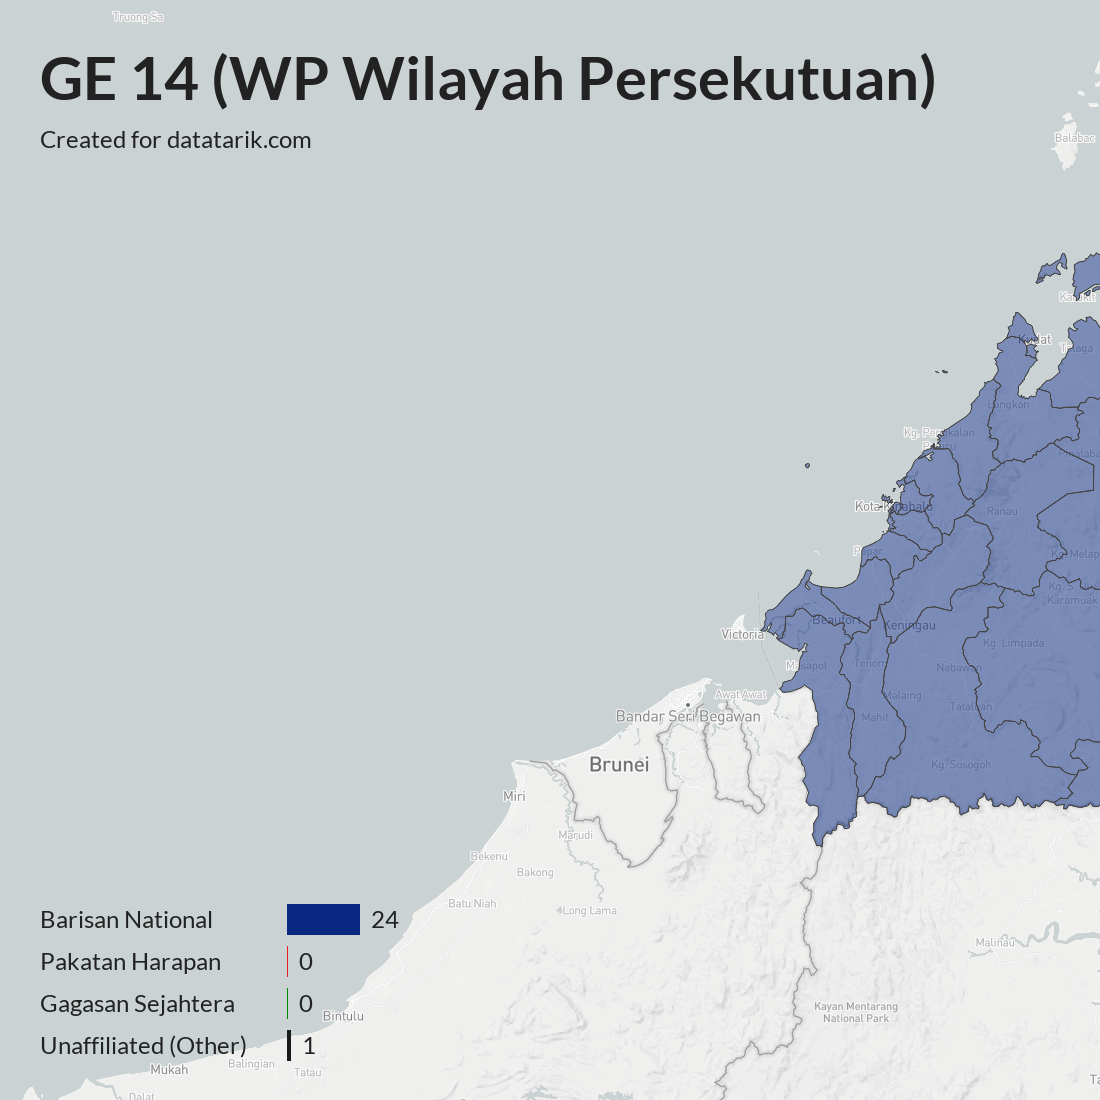 Truong Sa
GE 14 (WP Wilayah Persekutuan)
Created for datatarik.com
Balabac
Kudat
Telaga
Langkon
Kota Kinabalu
Ranau
Papar
Beaufort
Keningau
Karamuak
Victoria
Kg. Limpada
Masapol
Tenom
Nabawan
Awat Awat
Malaing
Mahit
Bandar Seri Begawan
Brunei
Kg. Sosogoh
Miri
Marudi
Bekenu
Bakong
Batu Niah
Long Lama
Barisan National 24
Malinau
Pakatan Harapan 0
Gagasan Sejahtera 0
Kayan Mentarang
National Park
Bintulu
Unaffiliated (Other) 1
Balingian
Mukah
Tatau
Dalat